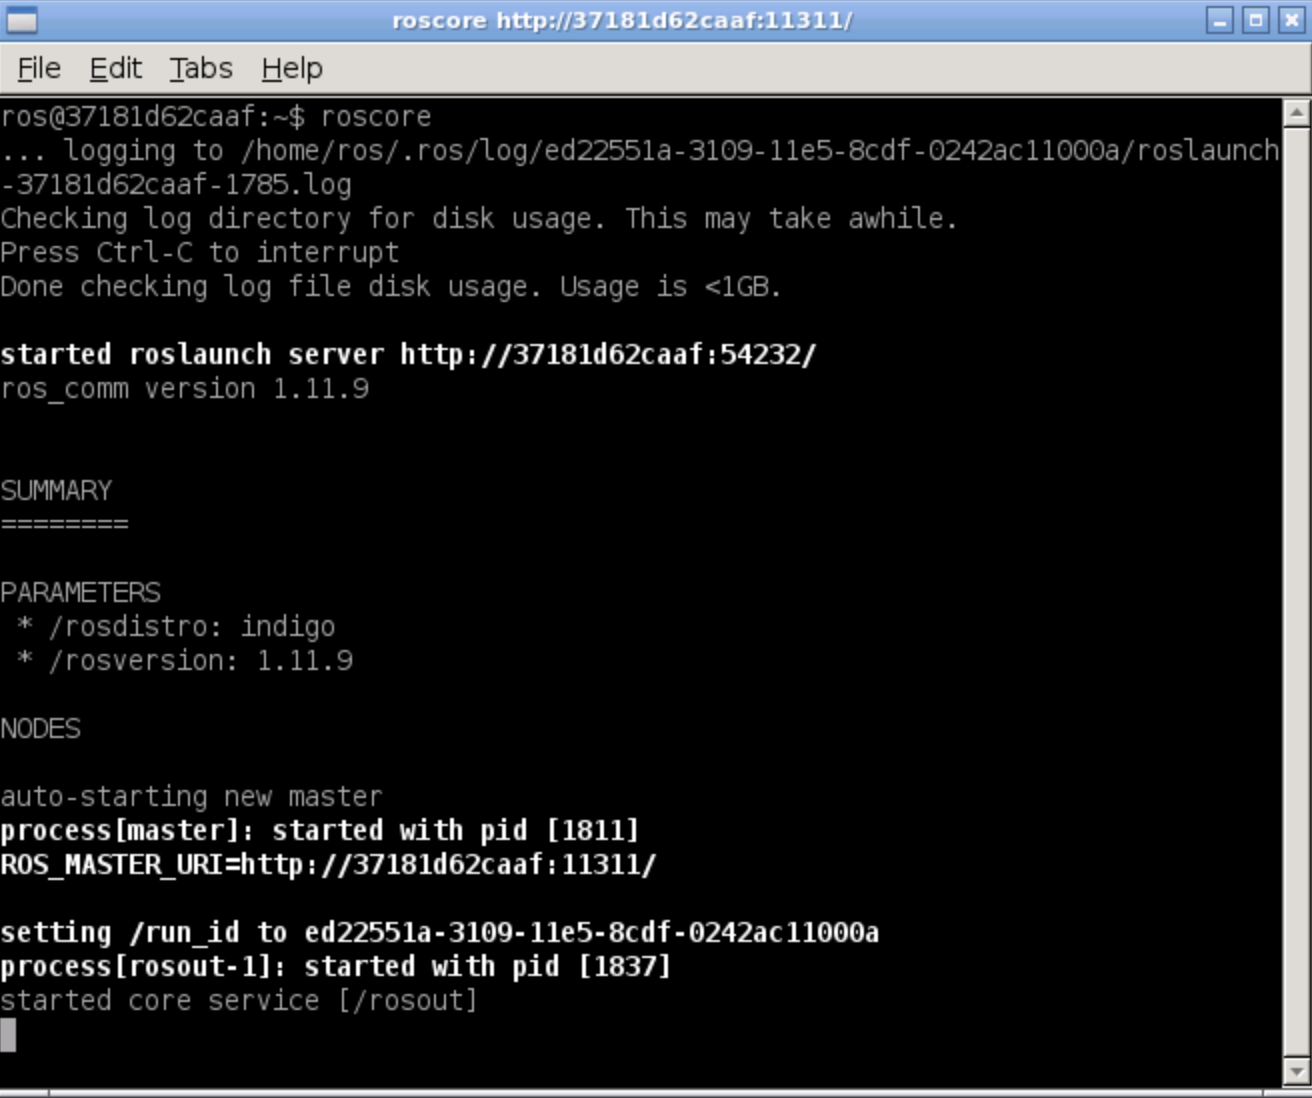 roscore http://37181d62caaf:11311/
File Edit Tabs Help
ros@37181d62caaf:~$ roscore
... logging to /home/ros/.ros/log/ed22551a-3109-11e5-8cdf-0242ac11000a/roslaunch
-37181d62caaf-1785.log
Checking log directory for disk usage. This may take awhile.
Press Ctrl-C to interrupt
Done checking log file disk usage. Usage is <1GB.
started roslaunch server http://37181d62caaf:54232/
ros_comm version 1.11.9
SUMMARY
========
PARAMETERS
 * /rosdistro: indigo
 * /rosversion: 1.11.9
NODES
auto-starting new master
process[master]: started with pid [1811]
ROS_MASTER_URI=http://37181d62caaf:11311/
setting /run_id to ed22551a-3109-11e5-8cdf-0242ac11000a
process[rosout-1]: started with pid [1837]
started core service [/rosout]